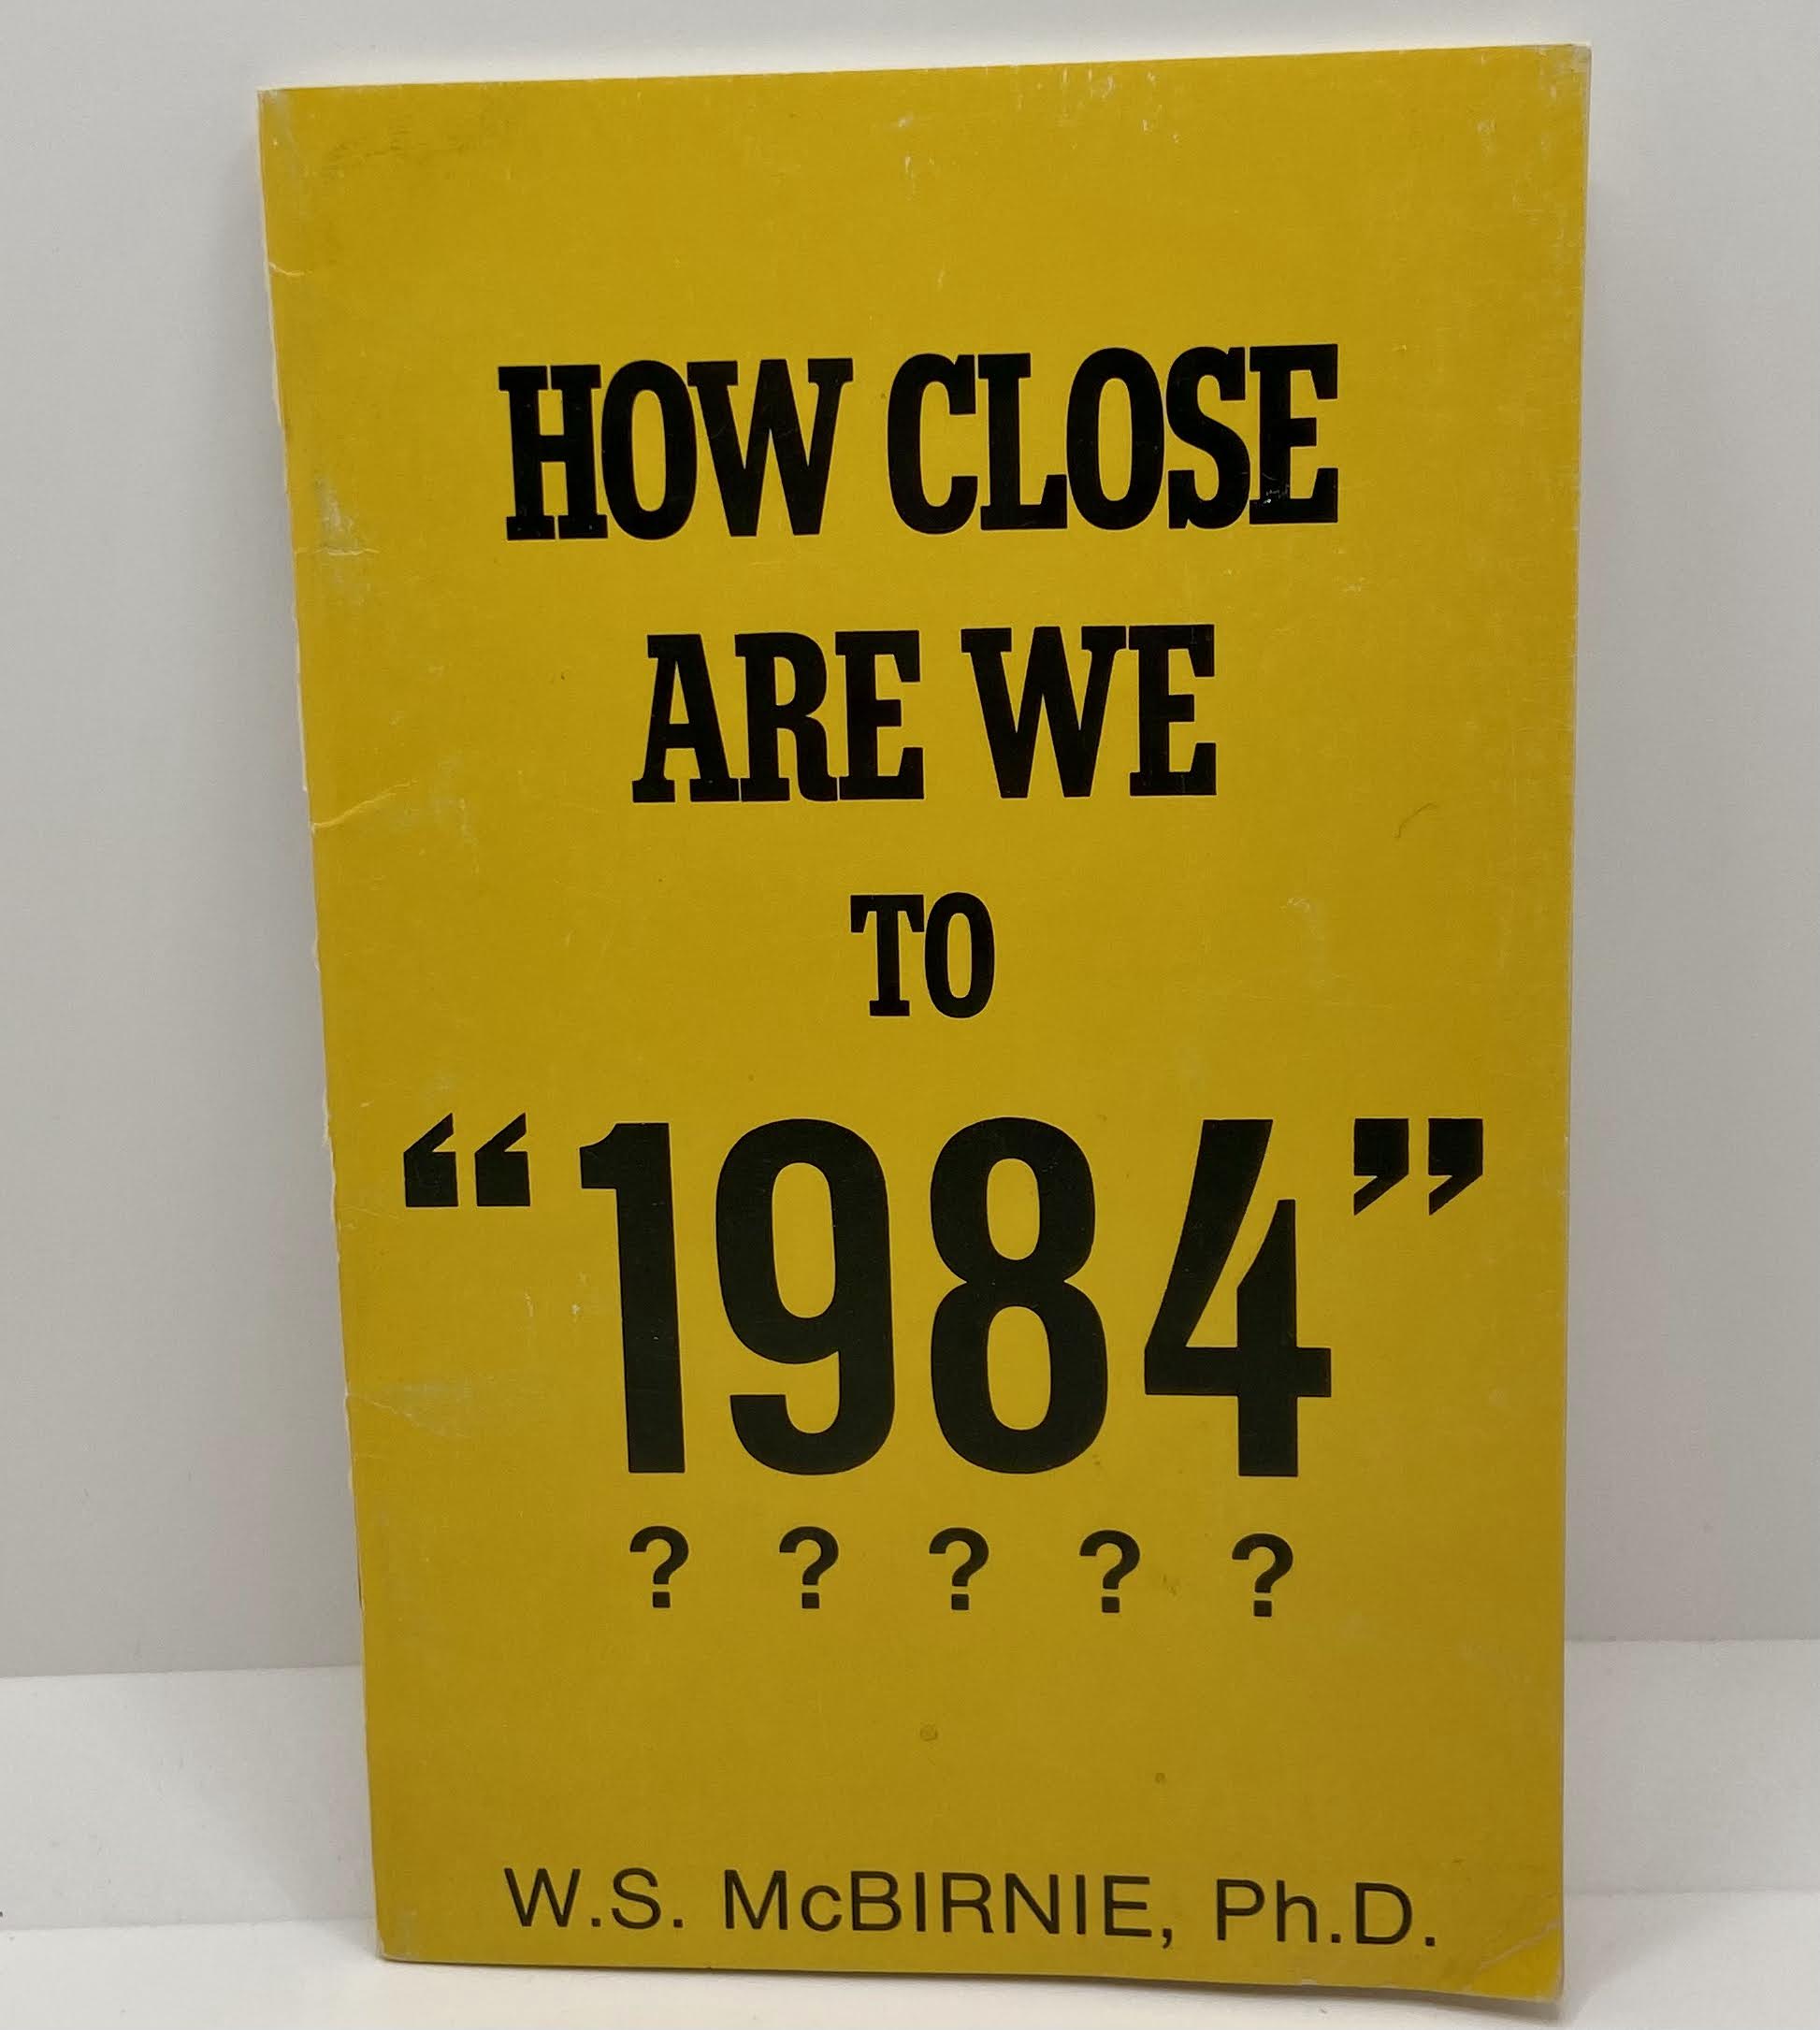 HOW CLOSE
ARE WE
TO
“1984”
? ? ? ? ?
W.S. McBIRNIE, Ph.D.